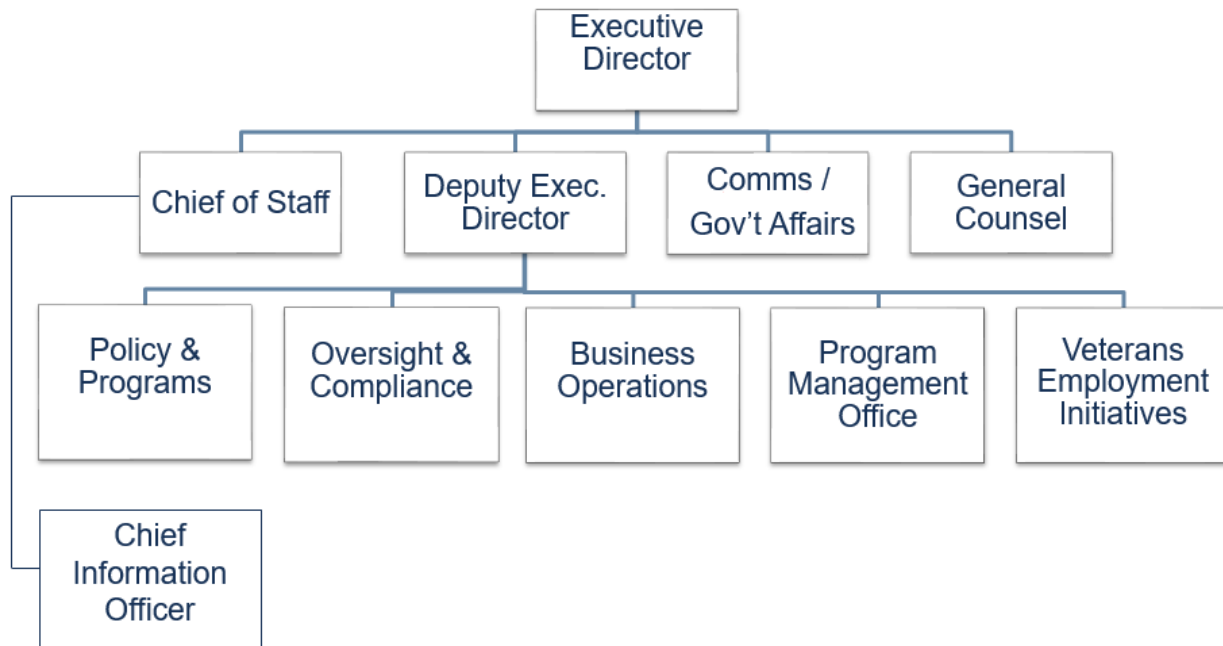 Executive
Director
Chief of Staff
Deputy Exec.
Director
Comms /
Gov’t Affairs
General
Counsel
Policy &
Programs
Oversight &
Compliance
Business
Operations
Program
Management
Office
Veterans
Employment
Initiatives
Chief
Information
Officer